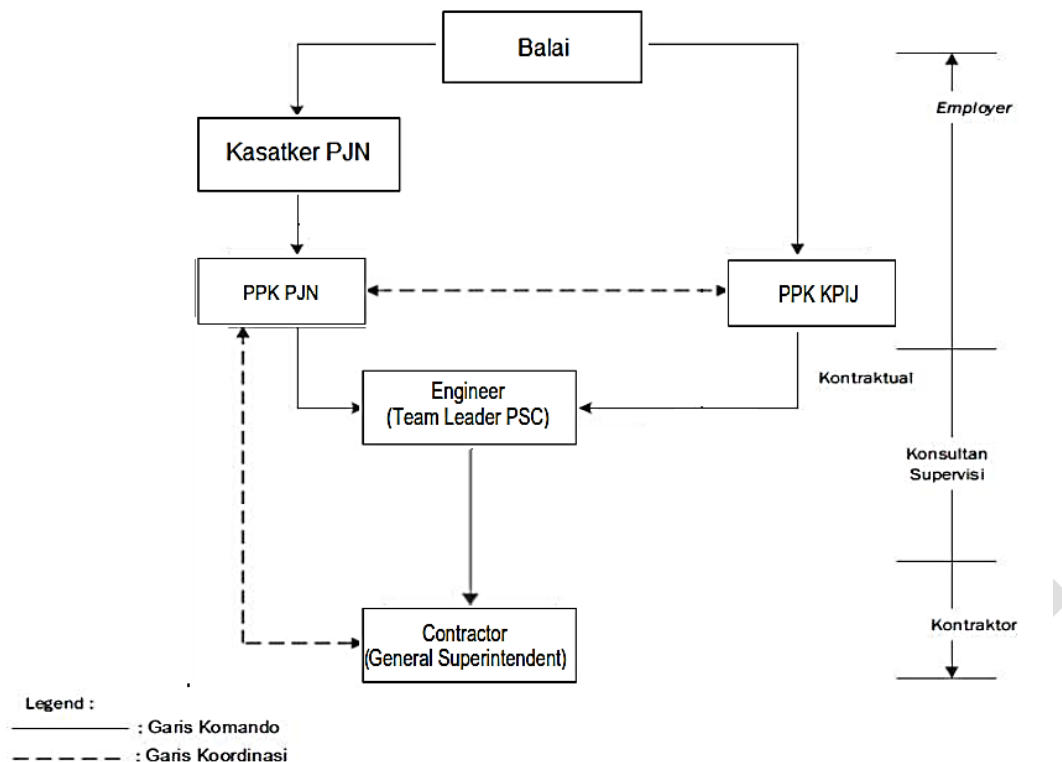 Balai
Employer
Kasatker PJN
PPK PJN
PPK KPIJ
Kontraktual
Engineer
(Team Leader PSC)
Konsultan
Supervisi
Contractor
(General Superintendent)
Kontraktor
Legend :
: Garis Komando
: Garis Koordinasi